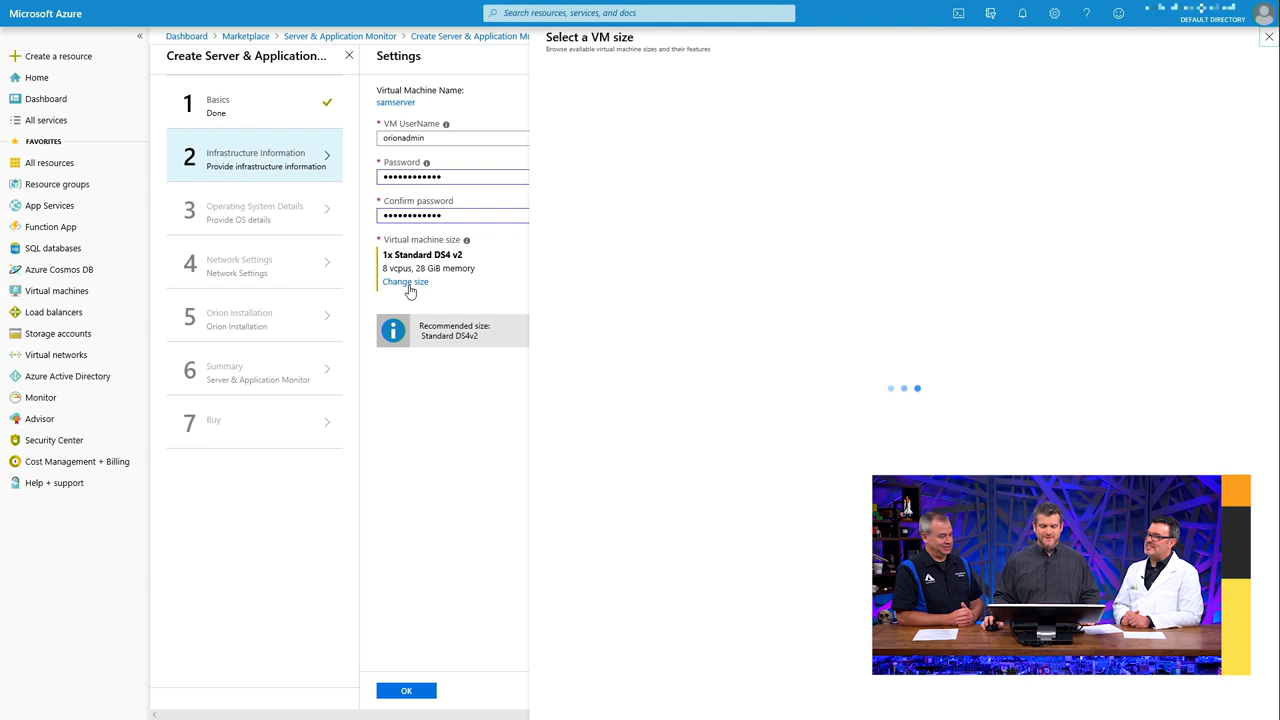 Microsoft Azure
Search resources, services, and docs
DEFAULT DIRECTORY
Create a resource
Home
Dashboard
All services
FAVORITES
All resources
Resource groups
App Services
Function App
SQL databases
Azure Cosmos DB
Virtual machines
Load balancers
Storage accounts
Virtual networks
Azure Active Directory
Monitor
Advisor
Security Center
Cost Management + Billing
Help + support
Dashboard
Marketplace
Server & Application Monitor
Create Server & Application Mo
Create Server & Application...
1
Basics
Done
2
Infrastructure Information
Provide infrastructure information
3
Operating System Details
Provide OS details
4
Network Settings
Network Settings
5
Orion Installation
Orion Installation
6
Summary
Server & Application Monitor
7
Buy
Settings
Virtual Machine Name:
samserver
* VM UserName
orionadmin
* Password
* Confirm password
* Virtual machine size
1x Standard DS4 v2
8 vcpus, 28 GiB memory
Change size
Recommended size:
Standard DS4v2
OK
Select a VM size
Browse available virtual machine sizes and their features